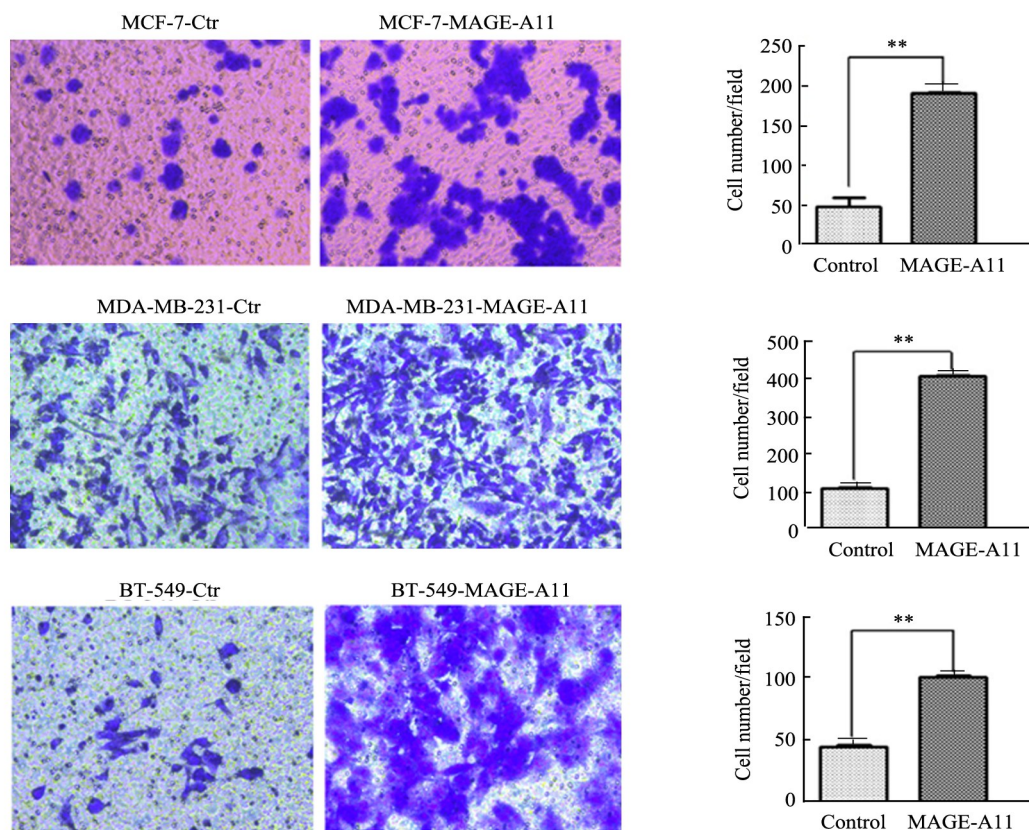 MCF-7-Ctr
MCF-7-MAGE-A11
250
200
150
100
50
0
Cell number/field
**
Control
MAGE-A11
MDA-MB-231-Ctr
MDA-MB-231-MAGE-A11
500
400
300
200
100
0
Cell number/field
**
Control
MAGE-A11
BT-549-Ctr
BT-549-MAGE-A11
150
100
50
0
Cell number/field
**
Control
MAGE-A11